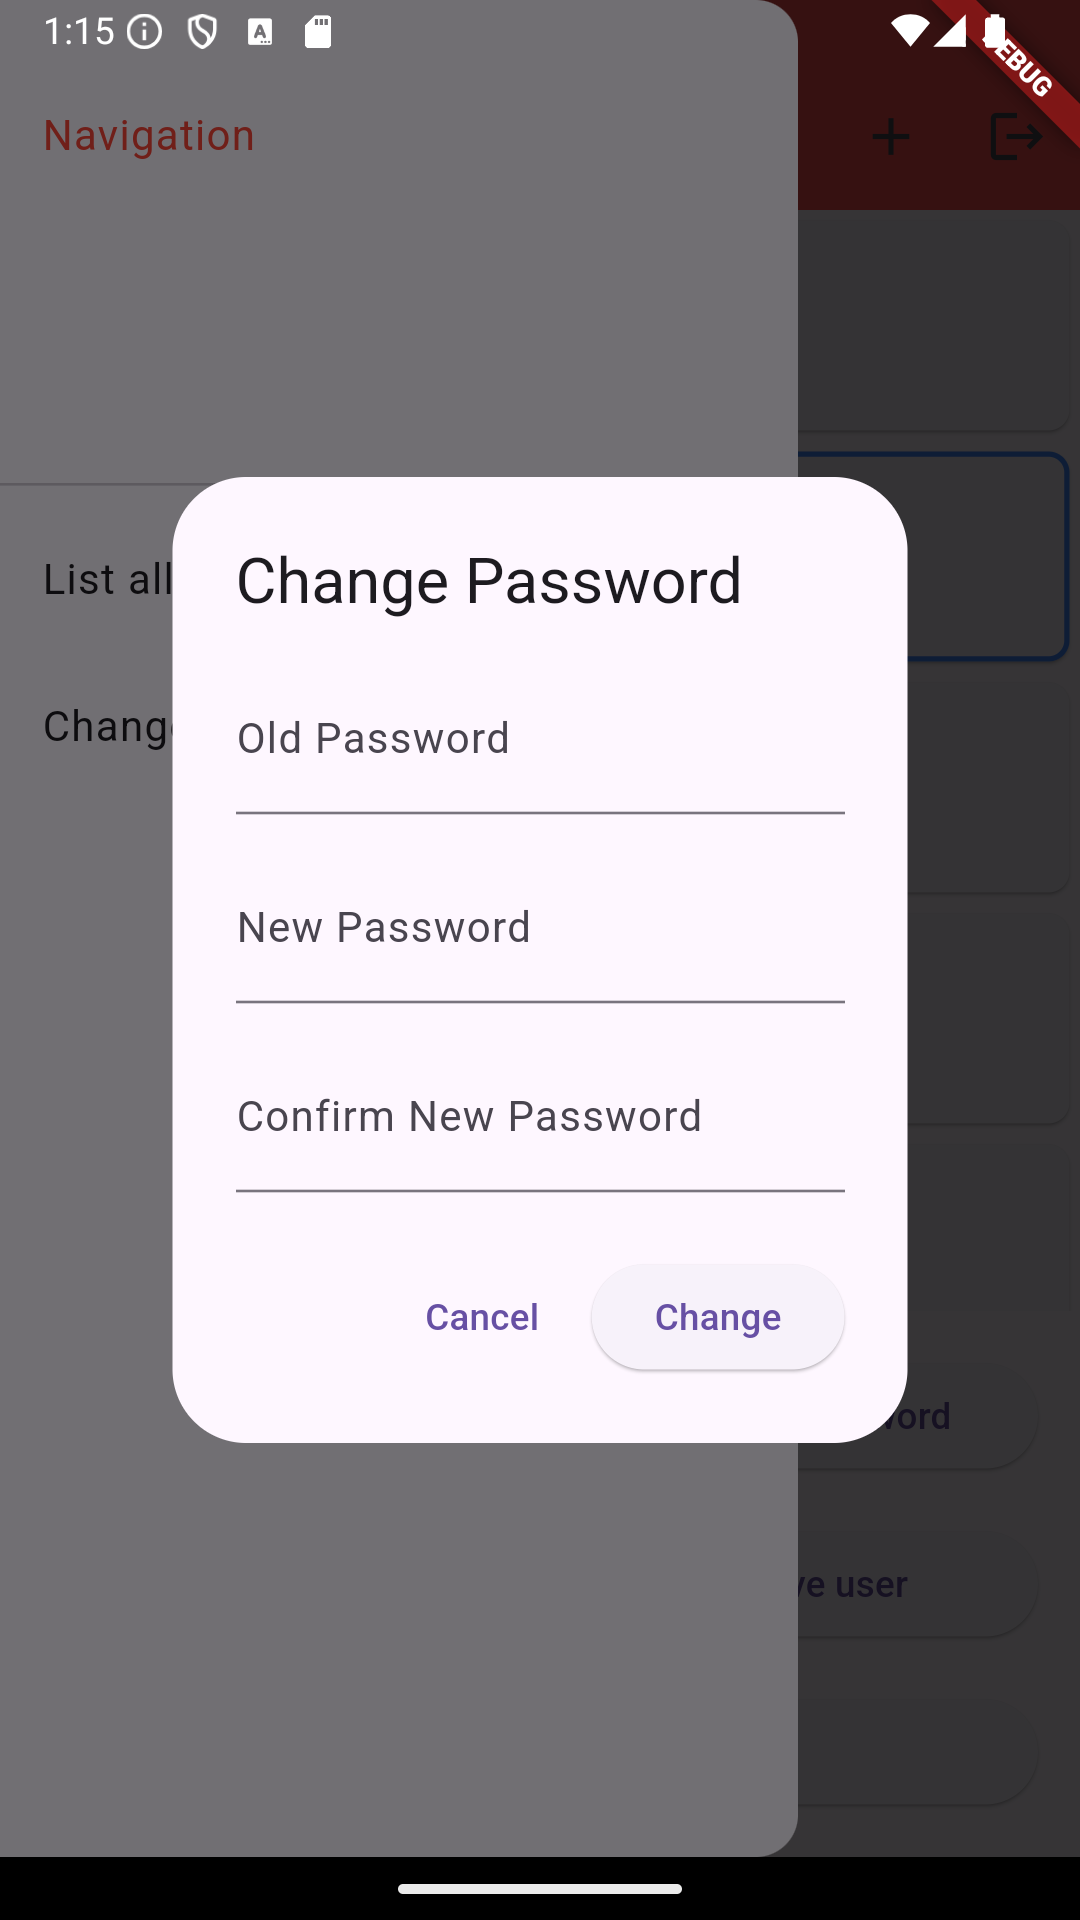 1:15
EBUG
Navigation
Change Password
List all
Old Password
Chang
New Password
Confirm New Password
Cancel
Change
ord
ve user